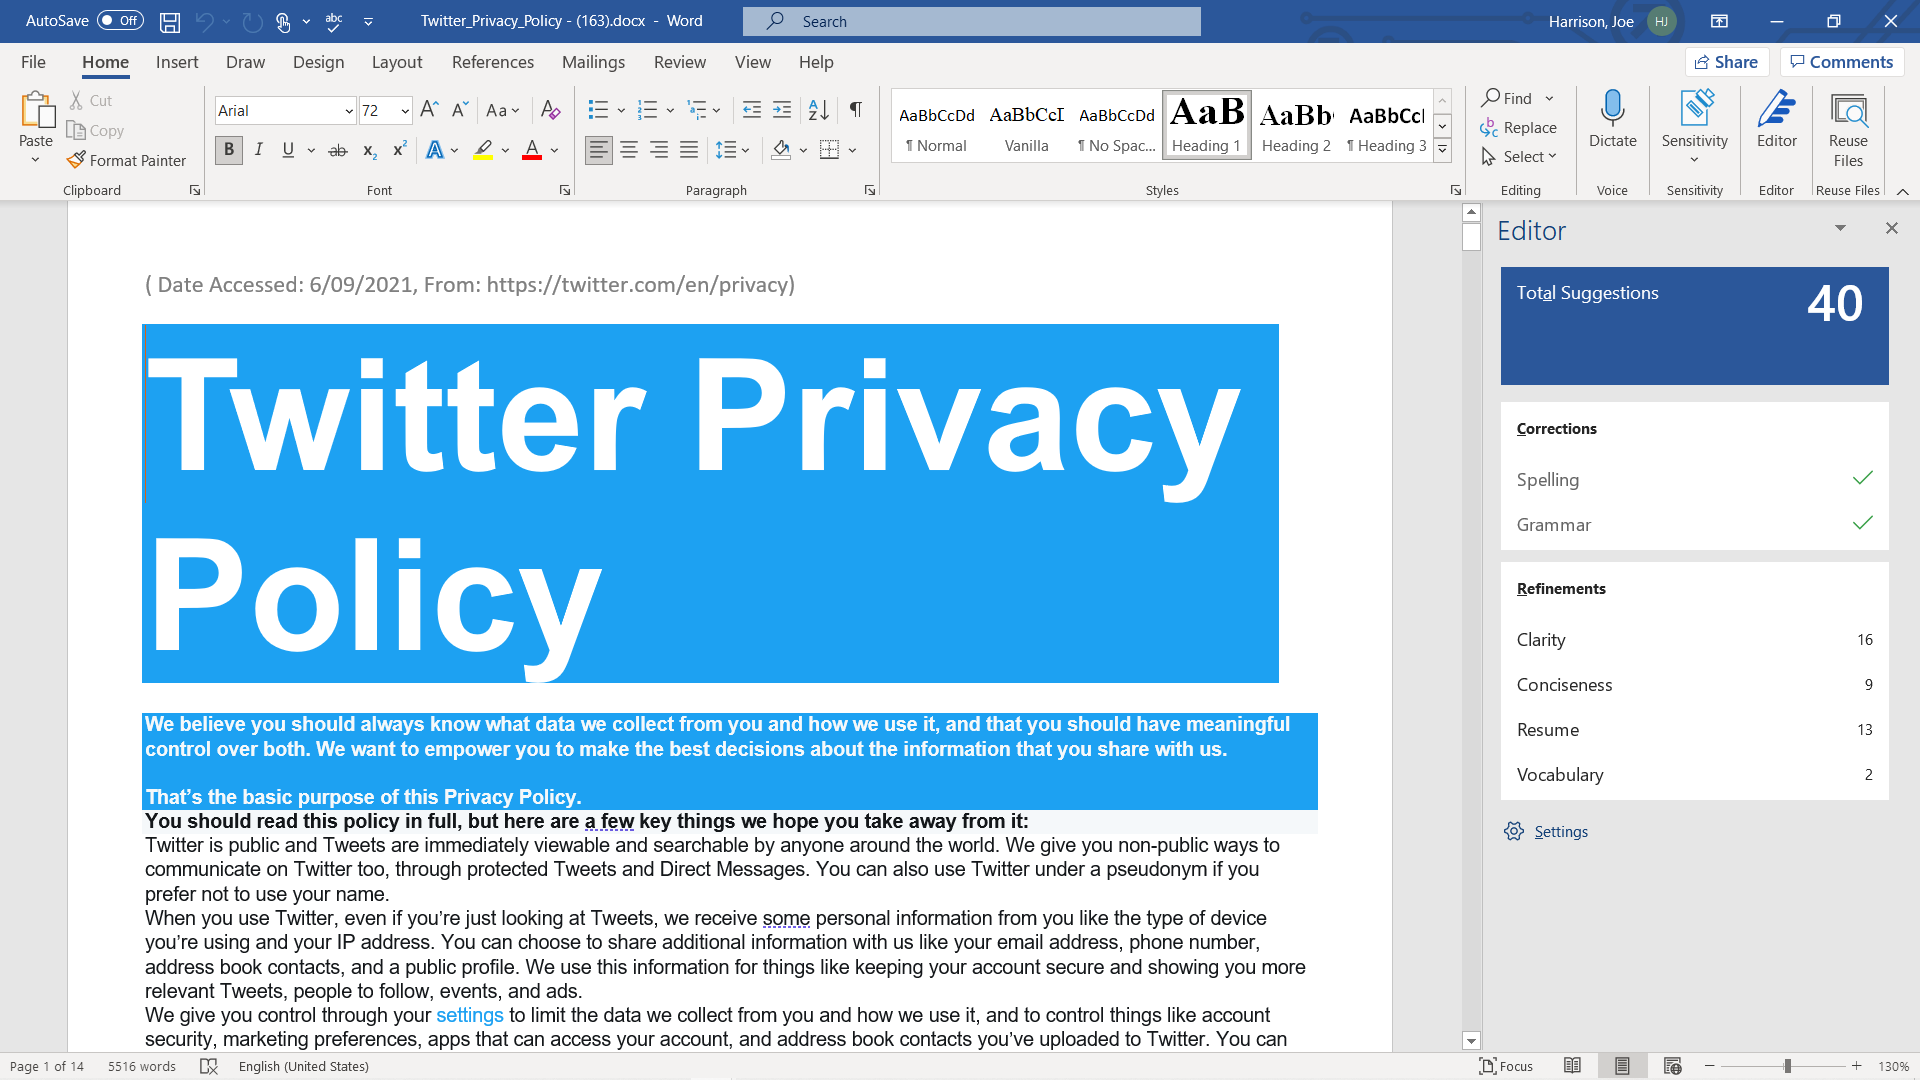 AutoSave Off abc Twitter_Privacy_Policy - (163).docx - Word Search Harrison, Joe HJ
File Home Insert Draw Design Layout References Mailings Review View Help Share Comments
Paste Cut Copy Format Painter Clipboard
Arial 72 A A Aa A
B I U ab x₂ x² A A Font
Paragraph
AaBbCcDd AaBbCcI AaBbCcDd AaB AaBb AaBbCcI
¶ Normal Vanilla ¶ No Spac... Heading 1 Heading 2 ¶ Heading 3
Styles
Find Replace Select Editing
Dictate Voice
Sensitivity Sensitivity
Editor Editor
Reuse Files Reuse Files
( Date Accessed: 6/09/2021, From: https://twitter.com/en/privacy)
Twitter Privacy
Policy
We believe you should always know what data we collect from you and how we use it, and that you should have meaningful
control over both. We want to empower you to make the best decisions about the information that you share with us.
That’s the basic purpose of this Privacy Policy.
You should read this policy in full, but here are a few key things we hope you take away from it:
Twitter is public and Tweets are immediately viewable and searchable by anyone around the world. We give you non-public ways to
communicate on Twitter too, through protected Tweets and Direct Messages. You can also use Twitter under a pseudonym if you
prefer not to use your name.
When you use Twitter, even if you’re just looking at Tweets, we receive some personal information from you like the type of device
you’re using and your IP address. You can choose to share additional information with us like your email address, phone number,
address book contacts, and a public profile. We use this information for things like keeping your account secure and showing you more
relevant Tweets, people to follow, events, and ads.
We give you control through your settings to limit the data we collect from you and how we use it, and to control things like account
security, marketing preferences, apps that can access your account, and address book contacts you’ve uploaded to Twitter. You can
Editor
Total Suggestions 40
Corrections
Spelling
Grammar
Refinements
Clarity 16
Conciseness 9
Resume 13
Vocabulary 2
Settings
Page 1 of 14 5516 words English (United States) Focus 130%